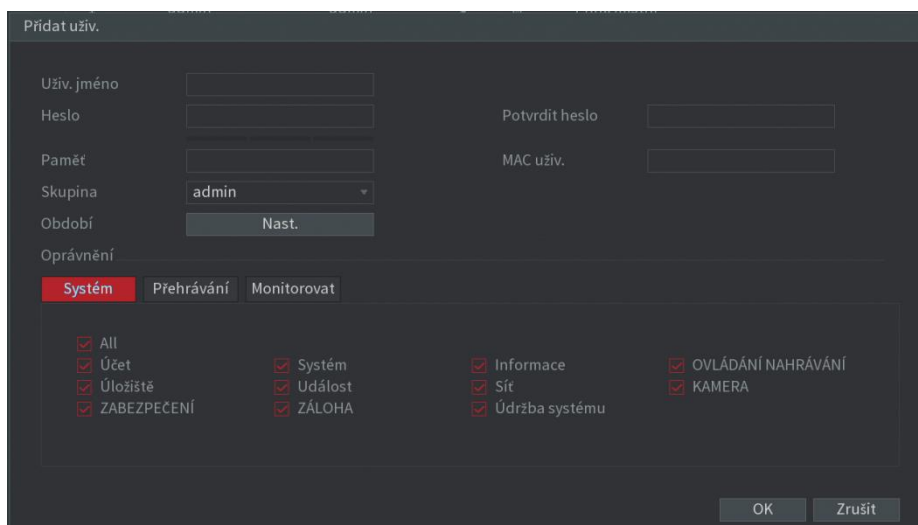 Přidat uživ.
Uživ. jméno
Heslo Potvrdit heslo
Paměť MAC uživ.
Skupina admin
Období Nast.
Oprávnění
Systém Přehrávání Monitorovat
All
Účet Systém Informace OVLÁDÁNÍ NAHRÁVÁNÍ
Úložiště Událost Síť KAMERA
ZABEZPEČENÍ ZÁLOHA Údržba systému
OK Zrušit